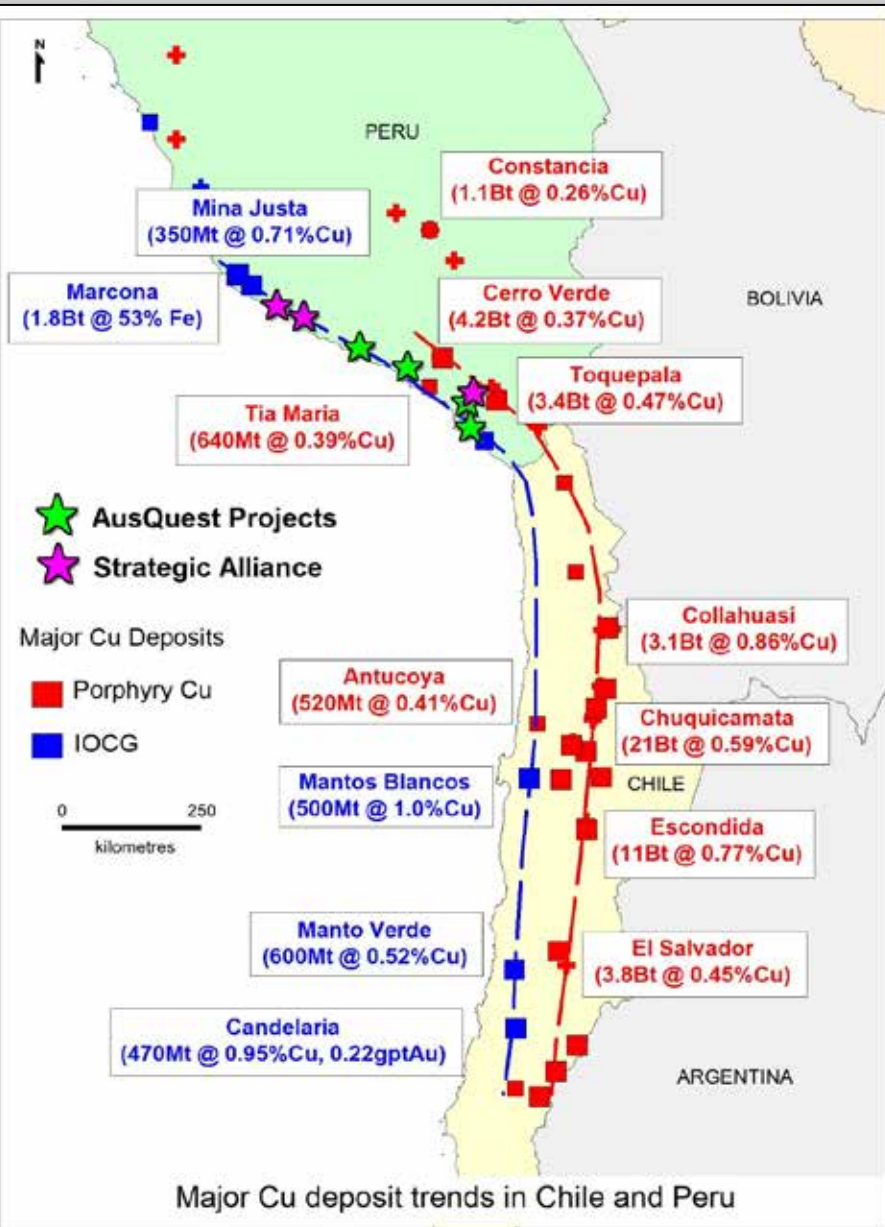 N
PERU
Constancia
(1.1Bt @ 0.26%Cu)
Mina Justa
(350Mt @ 0.71%Cu)
Marcona
(1.8Bt @ 53% Fe)
Cerro Verde
(4.2Bt @ 0.37%Cu)
BOLIVIA
Toquepala
(3.4Bt @ 0.47%Cu)
Tia Maria
(640Mt @ 0.39%Cu)
AusQuest Projects
Strategic Alliance
Major Cu Deposits
Porphyry Cu
IOCG
0 250
kilometres
Collahuasi
(3.1Bt @ 0.86%Cu)
Antucoya
(520Mt @ 0.41%Cu)
Chuquicamata
(21Bt @ 0.59%Cu)
Mantos Blancos
(500Mt @ 1.0%Cu)
CHILE
Escondida
(11Bt @ 0.77%Cu)
Manto Verde
(600Mt @ 0.52%Cu)
El Salvador
(3.8Bt @ 0.45%Cu)
Candelaria
(470Mt @ 0.95%Cu, 0.22gptAu)
ARGENTINA
Major Cu deposit trends in Chile and Peru